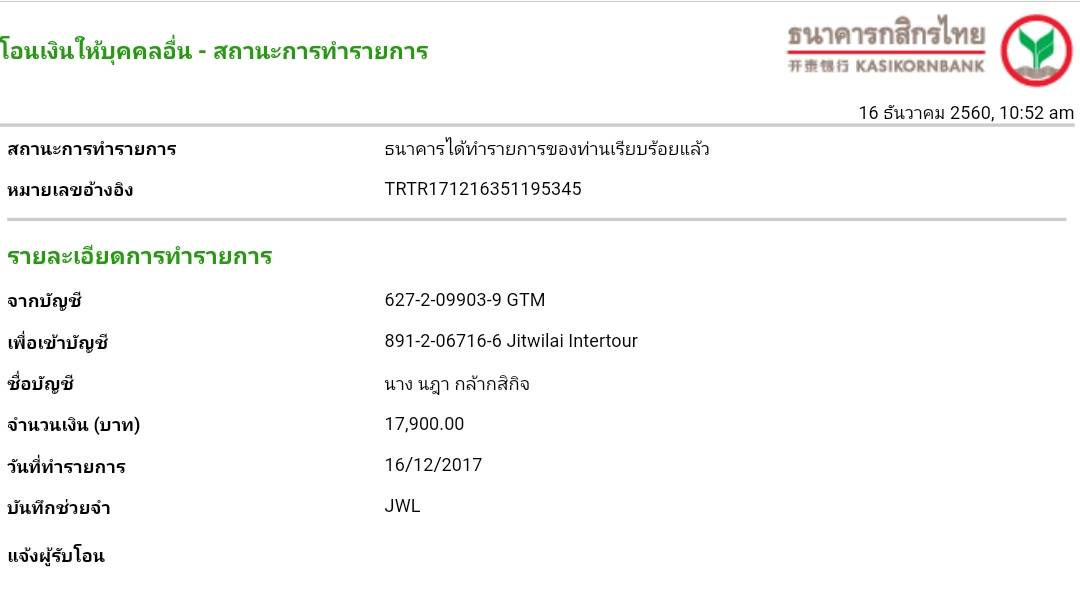 โอนเงินให้บุคคลอื่น - สถานะการทำรายการ
ธนาคารกสิกรไทย
开泰银行 KASIKORNBANK
16 ธันวาคม 2560, 10:52 am
สถานะการทำรายการ ธนาคารได้ทำรายการของท่านเรียบร้อยแล้ว
หมายเลขอ้างอิง TRTR171216351195345
รายละเอียดการทำรายการ
จากบัญชี 627-2-09903-9 GTM
เพื่อเข้าบัญชี 891-2-06716-6 Jitwilai Intertour
ชื่อบัญชี นาง นฎา กล้ากสิกิจ
จำนวนเงิน (บาท) 17,900.00
วันที่ทำรายการ 16/12/2017
บันทึกช่วยจำ JWL
แจ้งผู้รับโอน